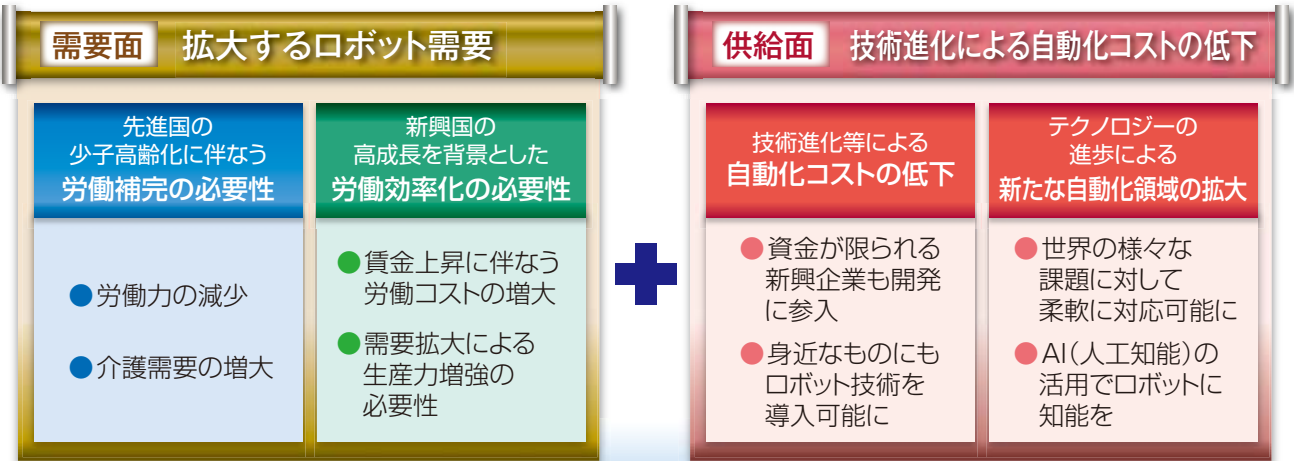 需要面 拡大するロボット需要
先進国の
少子高齢化に伴なう
労働補完の必要性
●労働力の減少
●介護需要の増大
新興国の
高成長を背景とした
労働効率化の必要性
●賃金上昇に伴なう
労働コストの増大
●需要拡大による
生産力増強の
必要性
供給面 技術進化による自動化コストの低下
技術進化等による
自動化コストの低下
●資金が限られる
新興企業も開発
に参入
●身近なものにも
ロボット技術を
導入可能に
テクノロジーの
進歩による
新たな自動化領域の拡大
●世界の様々な
課題に対して
柔軟に対応可能に
●AI(人工知能)の
活用でロボットに
知能を